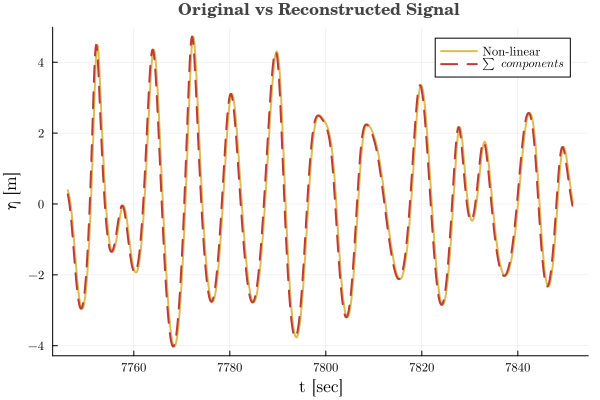 Original vs Reconstructed Signal
Non-linear
∑ components
4
2
0
−2
−4
η [m]
7760
7780
7800
7820
7840
t [sec]